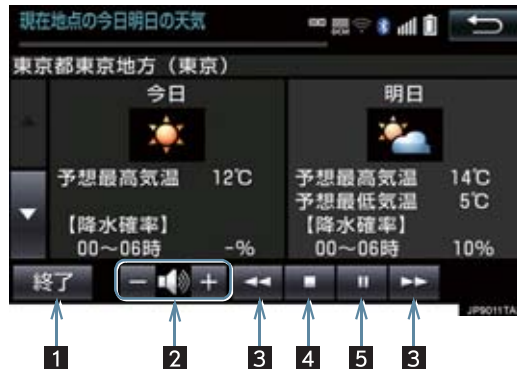 現在地点の今日明日の天気
東京都東京地方（東京）
今日
予想最高気温 12℃
【降水確率】
00～06時 -%
明日
予想最高気温 14℃
予想最低気温 5℃
【降水確率】
00～06時 10%
終了 － ＋
JP9011TA
1 2 3 4 5 3